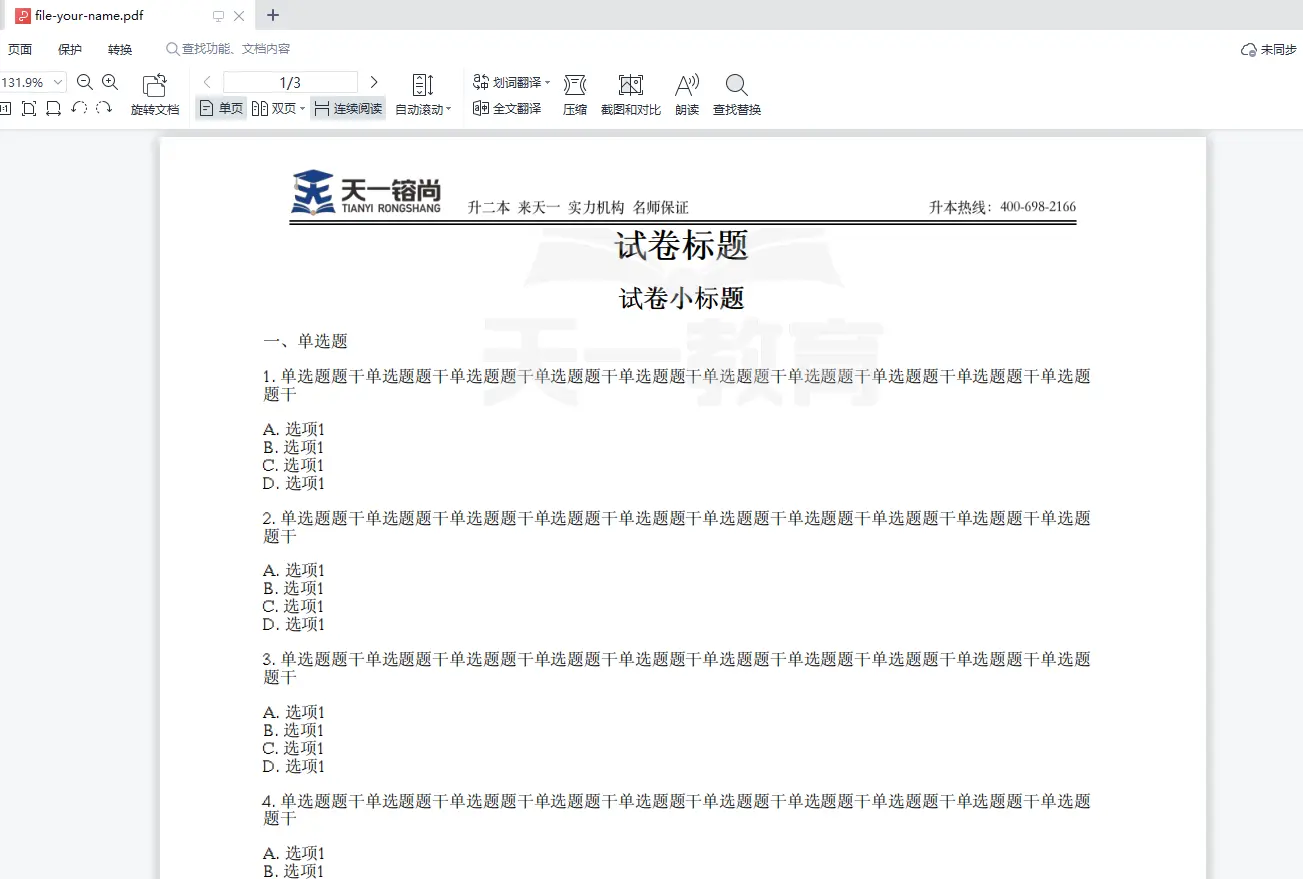 file-your-name.pdf
页面 保护 转换 查找功能、文档内容 未同步
131.9% 1/3 划词翻译
旋转文档 单页 双页 连续阅读 自动滚动 全文翻译 压缩 截图和对比 朗读 查找替换
天一镕尚
TIANYI RONGSHANG 升二本 来天一 实力机构 名师保证 升本热线：400-698-2166
试卷标题
试卷小标题
天一教育
一、单选题
1. 单选题题干单选题题干单选题题干单选题题干单选题题干单选题题干单选题题干单选题题干单选题题干单选题
题干
A. 选项1
B. 选项1
C. 选项1
D. 选项1
2. 单选题题干单选题题干单选题题干单选题题干单选题题干单选题题干单选题题干单选题题干单选题题干单选题
题干
A. 选项1
B. 选项1
C. 选项1
D. 选项1
3. 单选题题干单选题题干单选题题干单选题题干单选题题干单选题题干单选题题干单选题题干单选题题干单选题
题干
A. 选项1
B. 选项1
C. 选项1
D. 选项1
4. 单选题题干单选题题干单选题题干单选题题干单选题题干单选题题干单选题题干单选题题干单选题题干单选题
题干
A. 选项1
B. 选项1